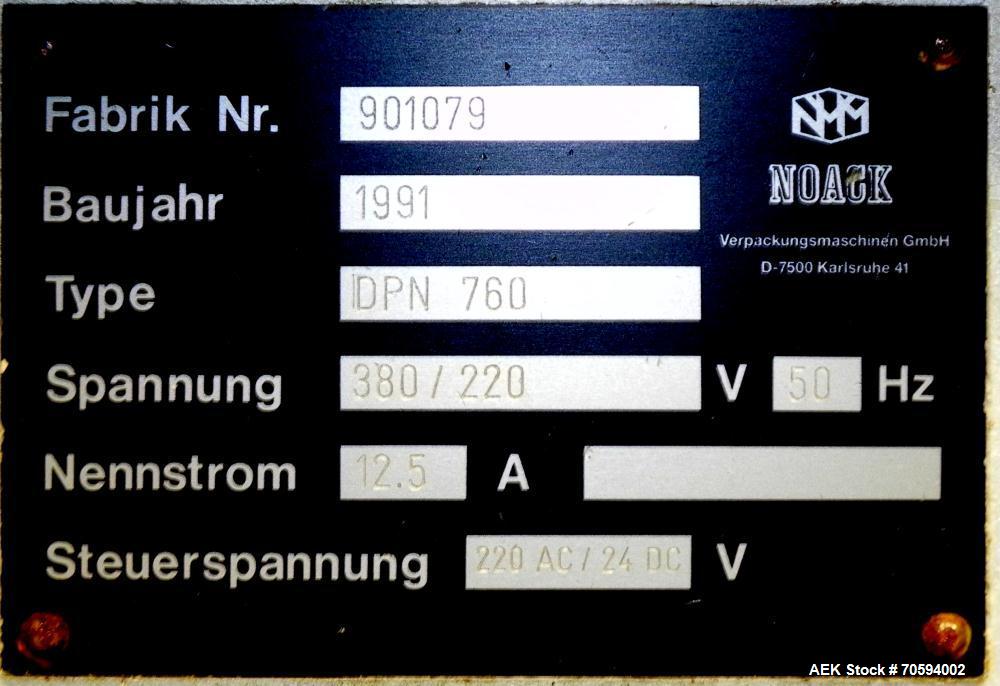 Fabrik Nr. 901079
Baujahr 1991
Type DPN 760
Spannung 380 / 220 V 50 Hz
Nennstrom 12.5 A
Steuerspannung 220 AC / 24 DC V
NOACK
Verpackungsmaschinen GmbH
D-7500 Karlsruhe 41
AEK Stock # 70594002